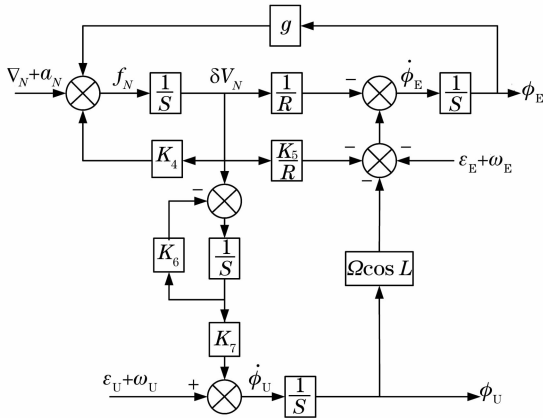 g
∇N+aN fN 1/S δVN 1/R − ϕ̇E 1/S ϕE
K4 K5/R − − εE+ωE
− −
K6 1/S Ωcos L
K7
εU+ωU + ϕ̇U 1/S ϕU